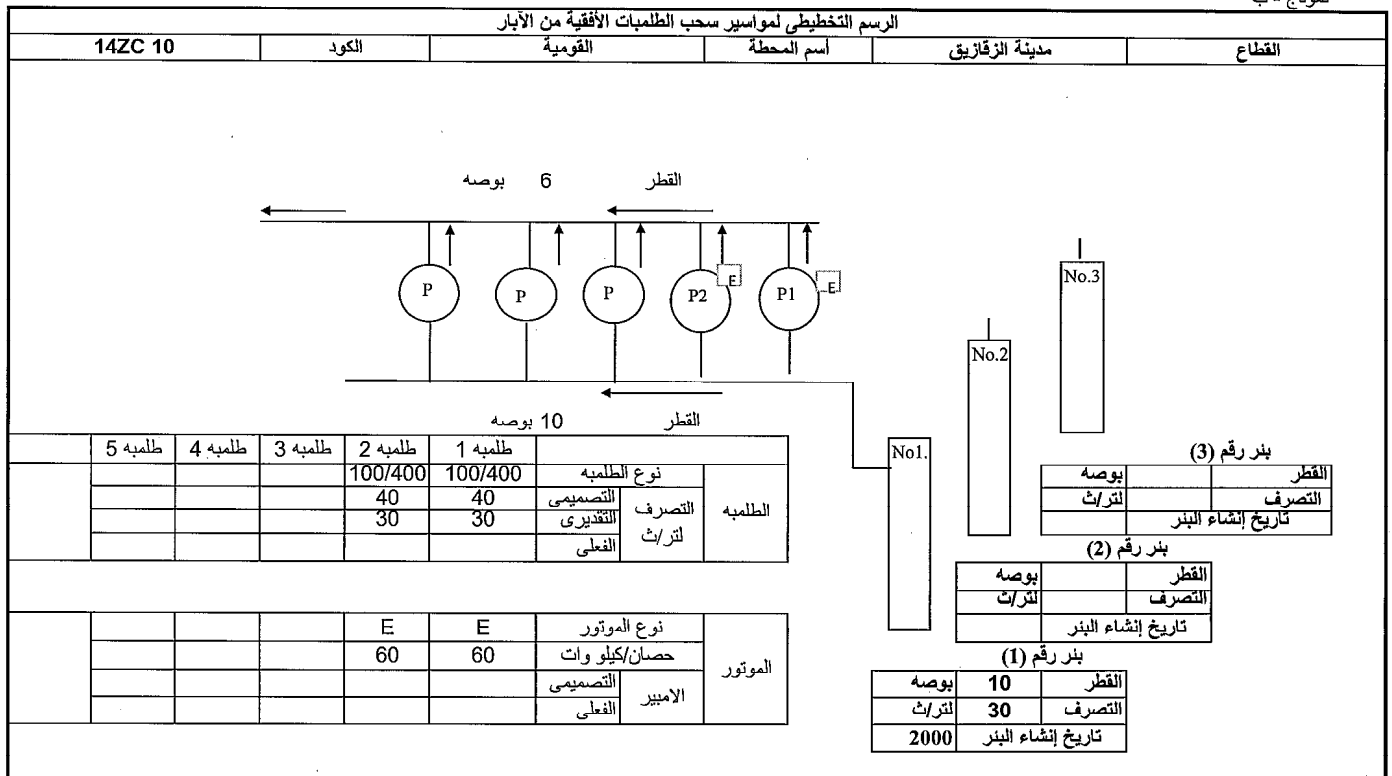 نموذج - ب
الرسم التخطيطى لمواسير سحب الطلمبات الأفقية من الآبار
القطاع مدينة الزقازيق أسم المحطة القومية الكود 14ZC 10
القطر 6 بوصه
P1 E P2 E P P P
No.3
No.2
No1.
القطر 10 بوصه
طلمبه 1 طلمبه 2 طلمبه 3 طلمبه 4 طلمبه 5
الطلمبه
نوع الطلمبه 100/400 100/400
التصرف لتر/ث
التصميمى 40 40
التقديرى 30 30
الفعلى
الموتور
نوع الموتور E E
حصان/كيلو وات 60 60
الامبير
التصميمى
الفعلى
بئر رقم (3)
القطر بوصه
التصرف لتر/ث
تاريخ إنشاء البئر
بئر رقم (2)
القطر بوصه
التصرف لتر/ث
تاريخ إنشاء البئر
بئر رقم (1)
القطر 10 بوصه
التصرف 30 لتر/ث
تاريخ إنشاء البئر 2000